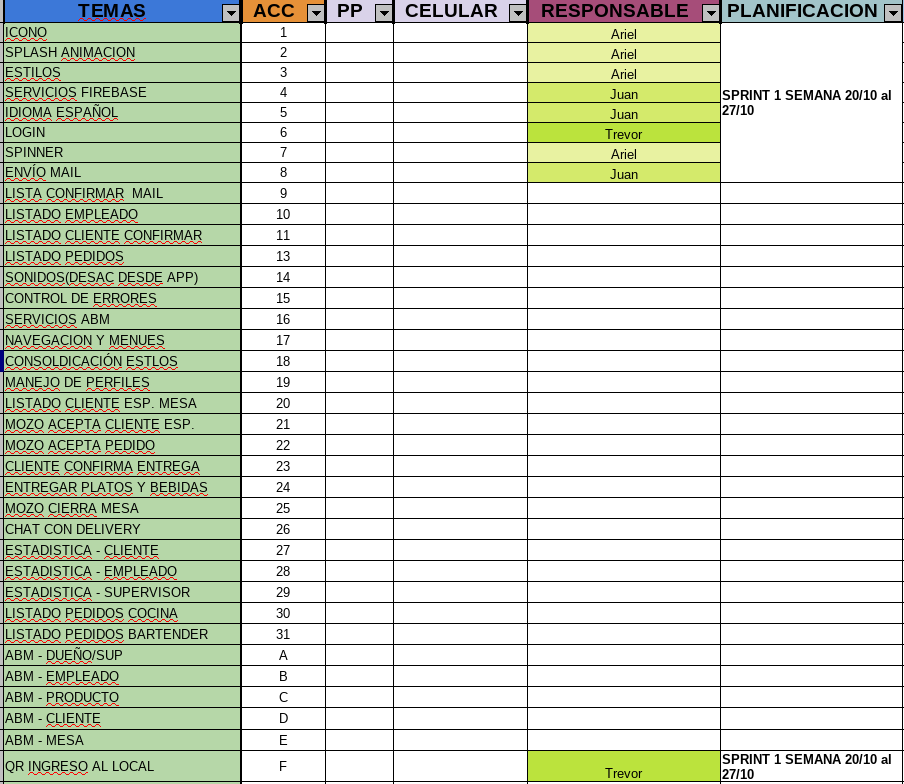 TEMAS ACC PP CELULAR RESPONSABLE PLANIFICACION
ICONO 1 Ariel
SPLASH ANIMACION 2 Ariel
ESTILOS 3 Ariel
SERVICIOS FIREBASE 4 Juan
SPRINT 1 SEMANA 20/10 al
27/10
IDIOMA ESPAÑOL 5 Juan
LOGIN 6 Trevor
SPINNER 7 Ariel
ENVÍO MAIL 8 Juan
LISTA CONFIRMAR MAIL 9
LISTADO EMPLEADO 10
LISTADO CLIENTE CONFIRMAR 11
LISTADO PEDIDOS 13
SONIDOS(DESAC DESDE APP) 14
CONTROL DE ERRORES 15
SERVICIOS ABM 16
NAVEGACION Y MENUES 17
CONSOLDICACIÓN ESTLOS 18
MANEJO DE PERFILES 19
LISTADO CLIENTE ESP. MESA 20
MOZO ACEPTA CLIENTE ESP. 21
MOZO ACEPTA PEDIDO 22
CLIENTE CONFIRMA ENTREGA 23
ENTREGAR PLATOS Y BEBIDAS 24
MOZO CIERRA MESA 25
CHAT CON DELIVERY 26
ESTADISTICA - CLIENTE 27
ESTADISTICA - EMPLEADO 28
ESTADISTICA - SUPERVISOR 29
LISTADO PEDIDOS COCINA 30
LISTADO PEDIDOS BARTENDER 31
ABM - DUEÑO/SUP A
ABM - EMPLEADO B
ABM - PRODUCTO C
ABM - CLIENTE D
ABM - MESA E
QR INGRESO AL LOCAL F Trevor
SPRINT 1 SEMANA 20/10 al
27/10